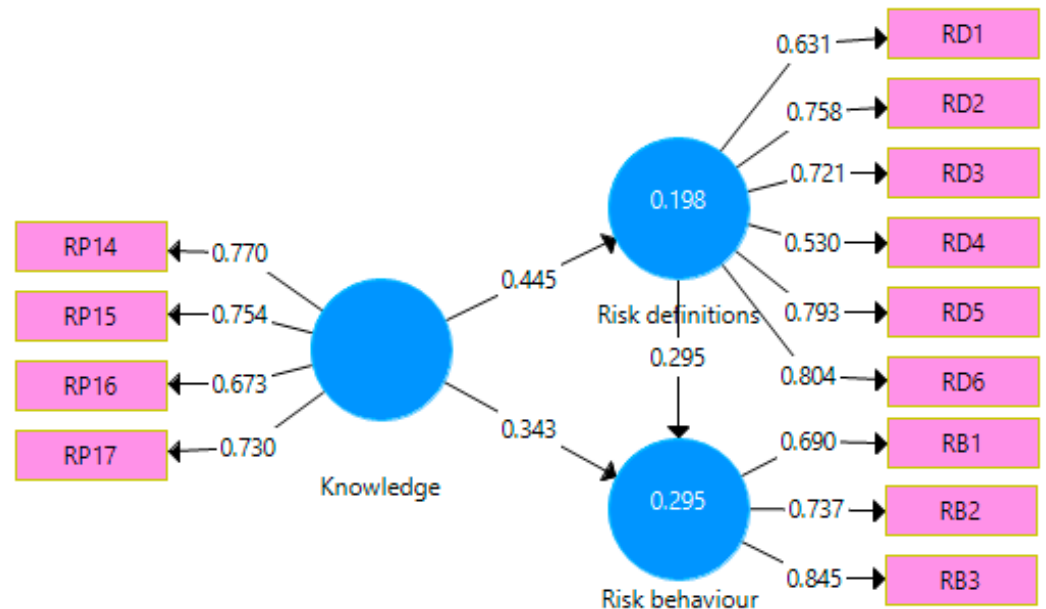 RP14
RP15
RP16
RP17
0.770
0.754
0.673
0.730
Knowledge
0.445
0.343
0.198
Risk definitions
0.295
0.295
Risk behaviour
0.631
0.758
0.721
0.530
0.793
0.804
0.690
0.737
0.845
RD1
RD2
RD3
RD4
RD5
RD6
RB1
RB2
RB3